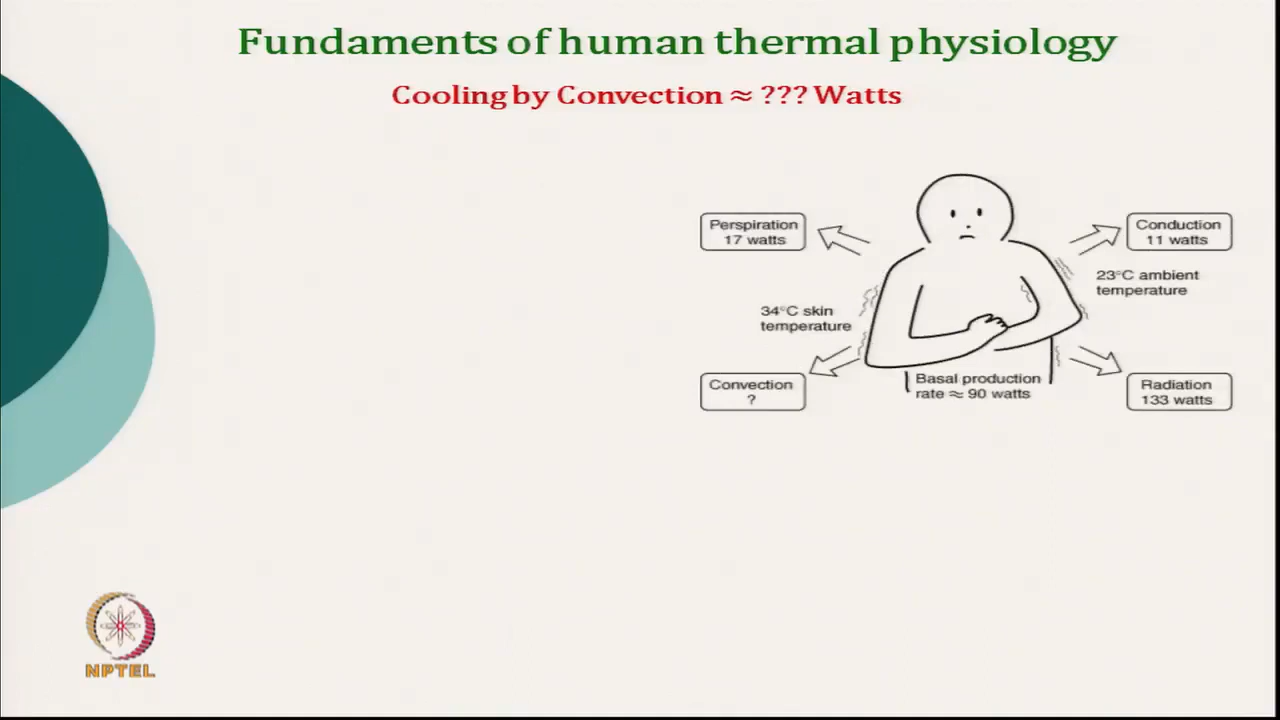 Fundaments of human thermal physiology
Cooling by Convection ≈ ??? Watts
Perspiration
17 watts
Conduction
11 watts
23°C ambient
temperature
34°C skin
temperature
Convection
?
Basal production
rate ≈ 90 watts
Radiation
133 watts
NPTEL